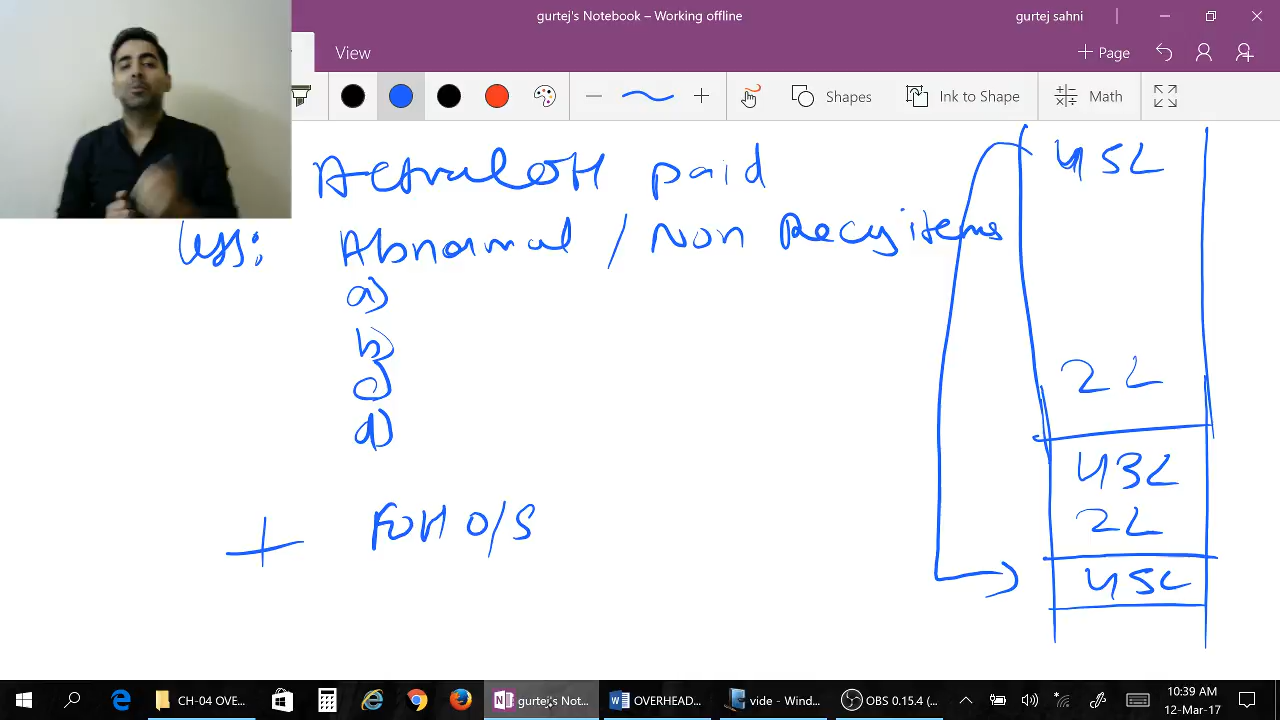 gurtej's Notebook – Working offline
gurtej sahni
View
Page
Shapes
Ink to Shape
Math
Actual OH paid 45L
less: Abnormal / Non Recg items
a)
b)
c)
d)
2L
43L
+ FOH O/S 2L
45L
CH-04 OVE...
gurtej's Not...
OVERHEAD...
vide - Wind...
OBS 0.15.4 (...
10:39 AM
12-Mar-17